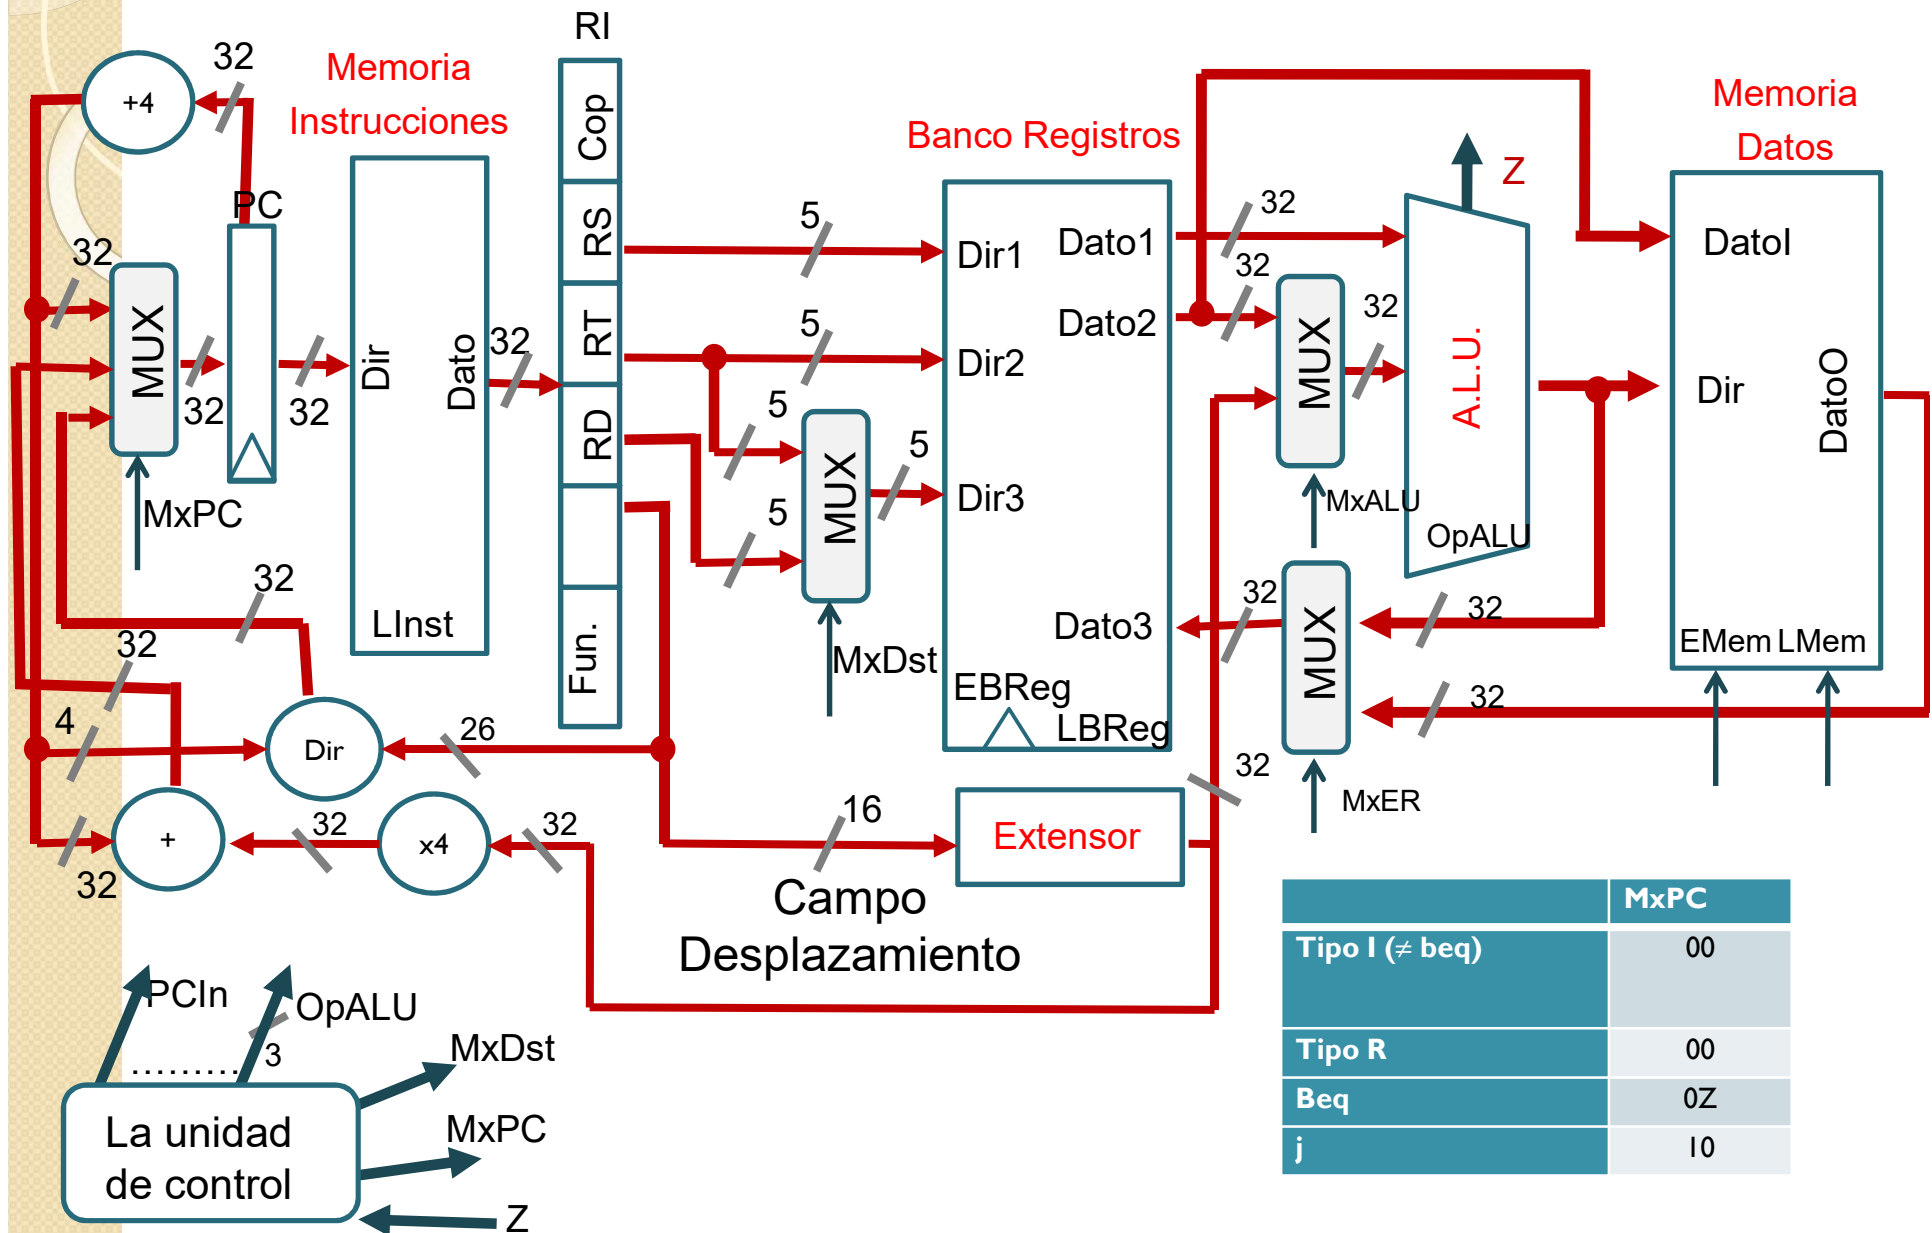 RI
32
+4
Memoria
Instrucciones
Cop
Banco Registros
Memoria
Datos
Z
PC
RS
5
Dir1
Dato1
32
DatoI
32
MUX
32
32
Dir
Dato
32
RT
5
Dir2
Dato2
32
MUX
32
A.L.U.
Dir
DatoO
MxPC
RD
5
5
MUX
5
Dir3
MxALU
OpALU
32
LInst
Fun.
MxDst
Dato3
32
MUX
32
EMem
LMem
32
EBReg
LBReg
32
4
Dir
26
32
MxER
+
32
x4
32
16
Extensor
32
Campo
Desplazamiento
MxPC
Tipo I (≠ beq)
00
Tipo R
00
Beq
0Z
j
10
PCIn
OpALU
.........
3
MxDst
MxPC
La unidad
de control
Z